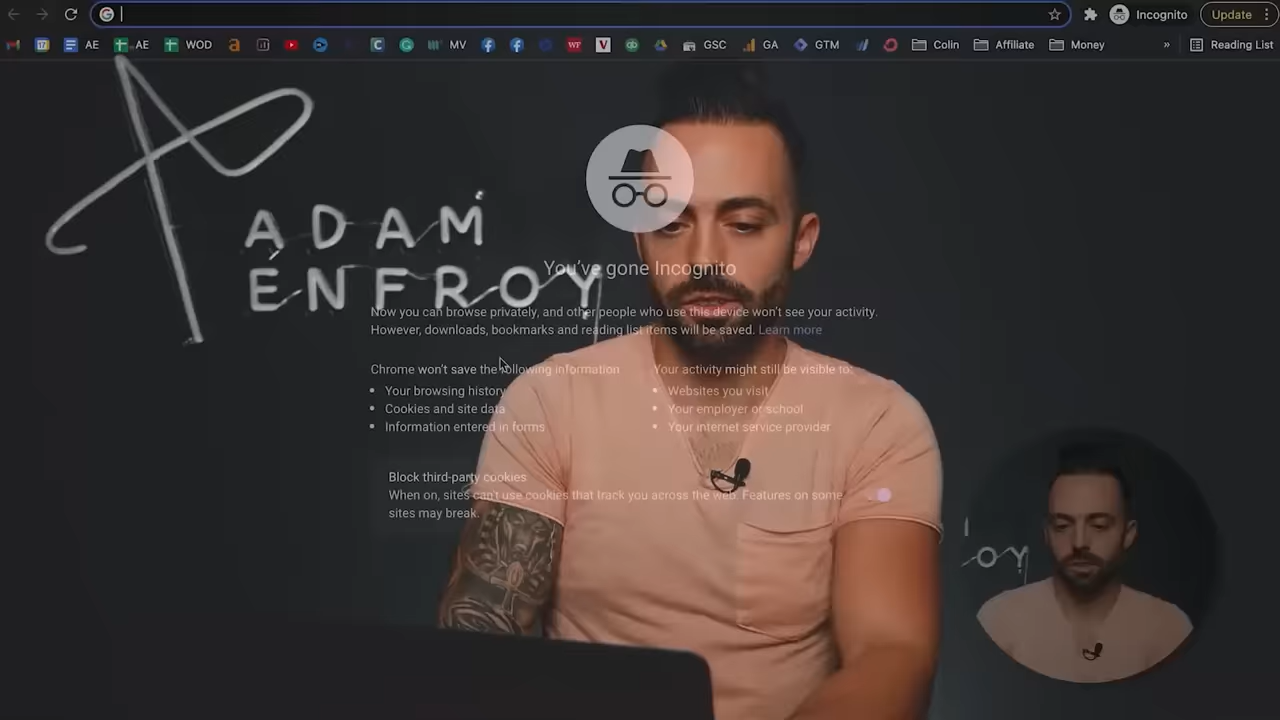 Incognito
Update
AE
AE
WOD
MV
WF
V
GSC
GA
GTM
Colin
Affiliate
Money
»
Reading List
ADAM
ENFROY
You've gone Incognito
Now you can browse privately, and other people who use this device won't see your activity.
However, downloads, bookmarks and reading list items will be saved. Learn more
Chrome won't save the following information
Your browsing history
Cookies and site data
Information entered in forms
Your activity might still be visible to:
Websites you visit
Your employer or school
Your internet service provider
Block third-party cookies
When on, sites can't use cookies that track you across the web. Features on some
sites may break.
OY